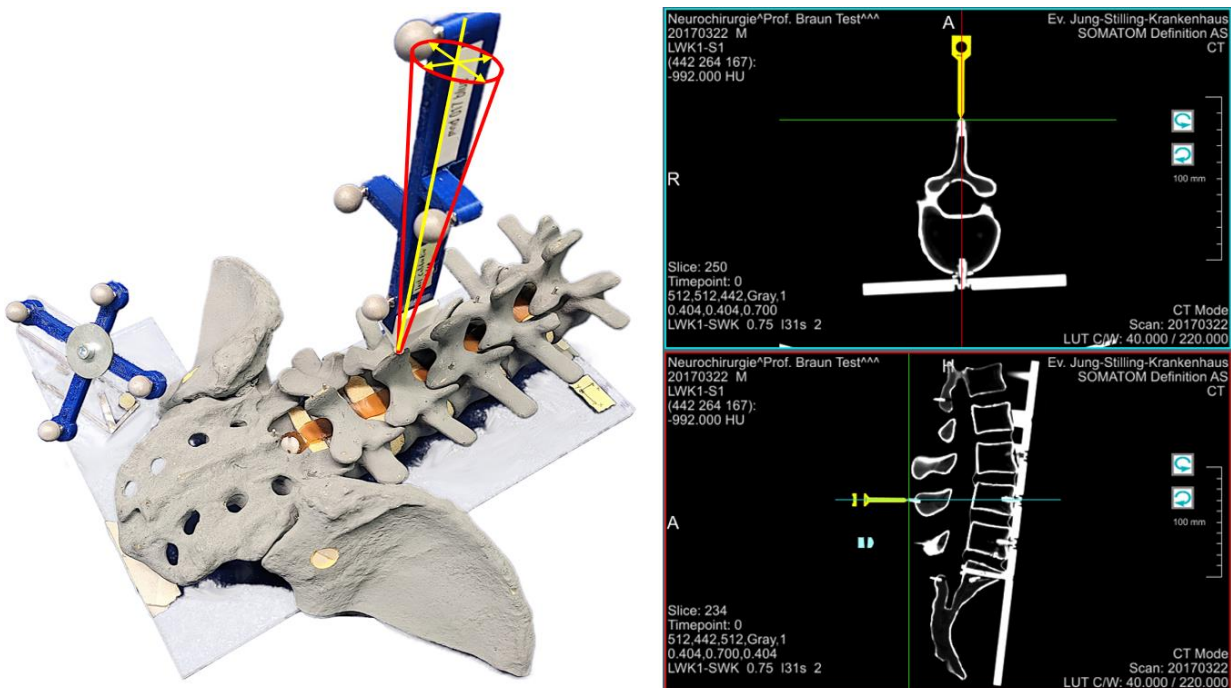 Neurochirurgie^Prof. Braun Test^^^
20170322 M
LWK1-S1
(442 264 167):
-992.000 HU
A
Ev. Jung-Stilling-Krankenhaus
SOMATOM Definition AS
CT
R
100 mm
Slice: 250
Timepoint: 0
512,512,442,Gray,1
0.404,0.404,0.700
LWK1-SWK 0.75 I31s 2
CT Mode
Scan: 20170322
LUT C/W: 40.000 / 220.000
Neurochirurgie^Prof. Braun Test^^^
20170322 M
LWK1-S1
(442 264 167):
-992.000 HU
H
Ev. Jung-Stilling-Krankenhaus
SOMATOM Definition AS
CT
A
100 mm
Slice: 234
Timepoint: 0
512,442,512,Gray,1
0.404,0.700,0.404
LWK1-SWK 0.75 I31s 2
CT Mode
Scan: 20170322
LUT C/W: 40.000 / 220.000